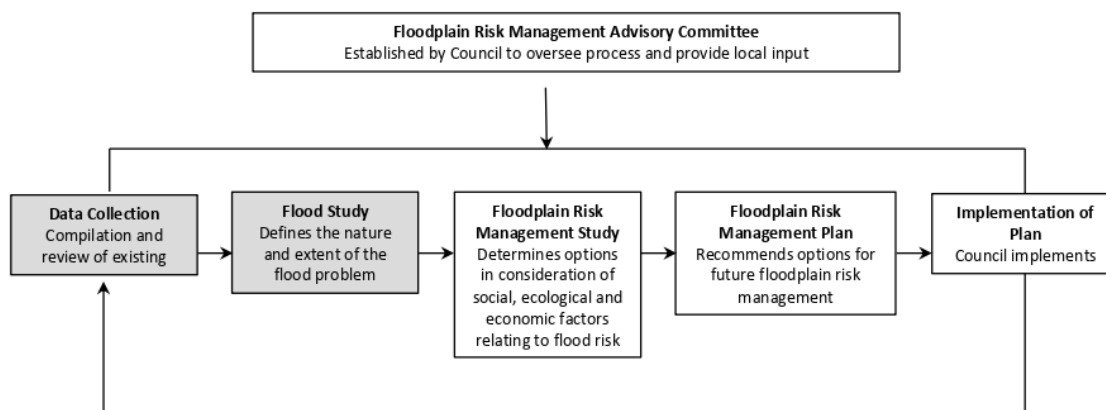 Floodplain Risk Management Advisory Committee
Established by Council to oversee process and provide local input
Data Collection
Compilation and
review of existing
Flood Study
Defines the nature
and extent of the
flood problem
Floodplain Risk
Management Study
Determines options
in consideration of
social, ecological and
economic factors
relating to flood risk
Floodplain Risk
Management Plan
Recommends options for
future floodplain risk
management
Implementation of
Plan
Council implements